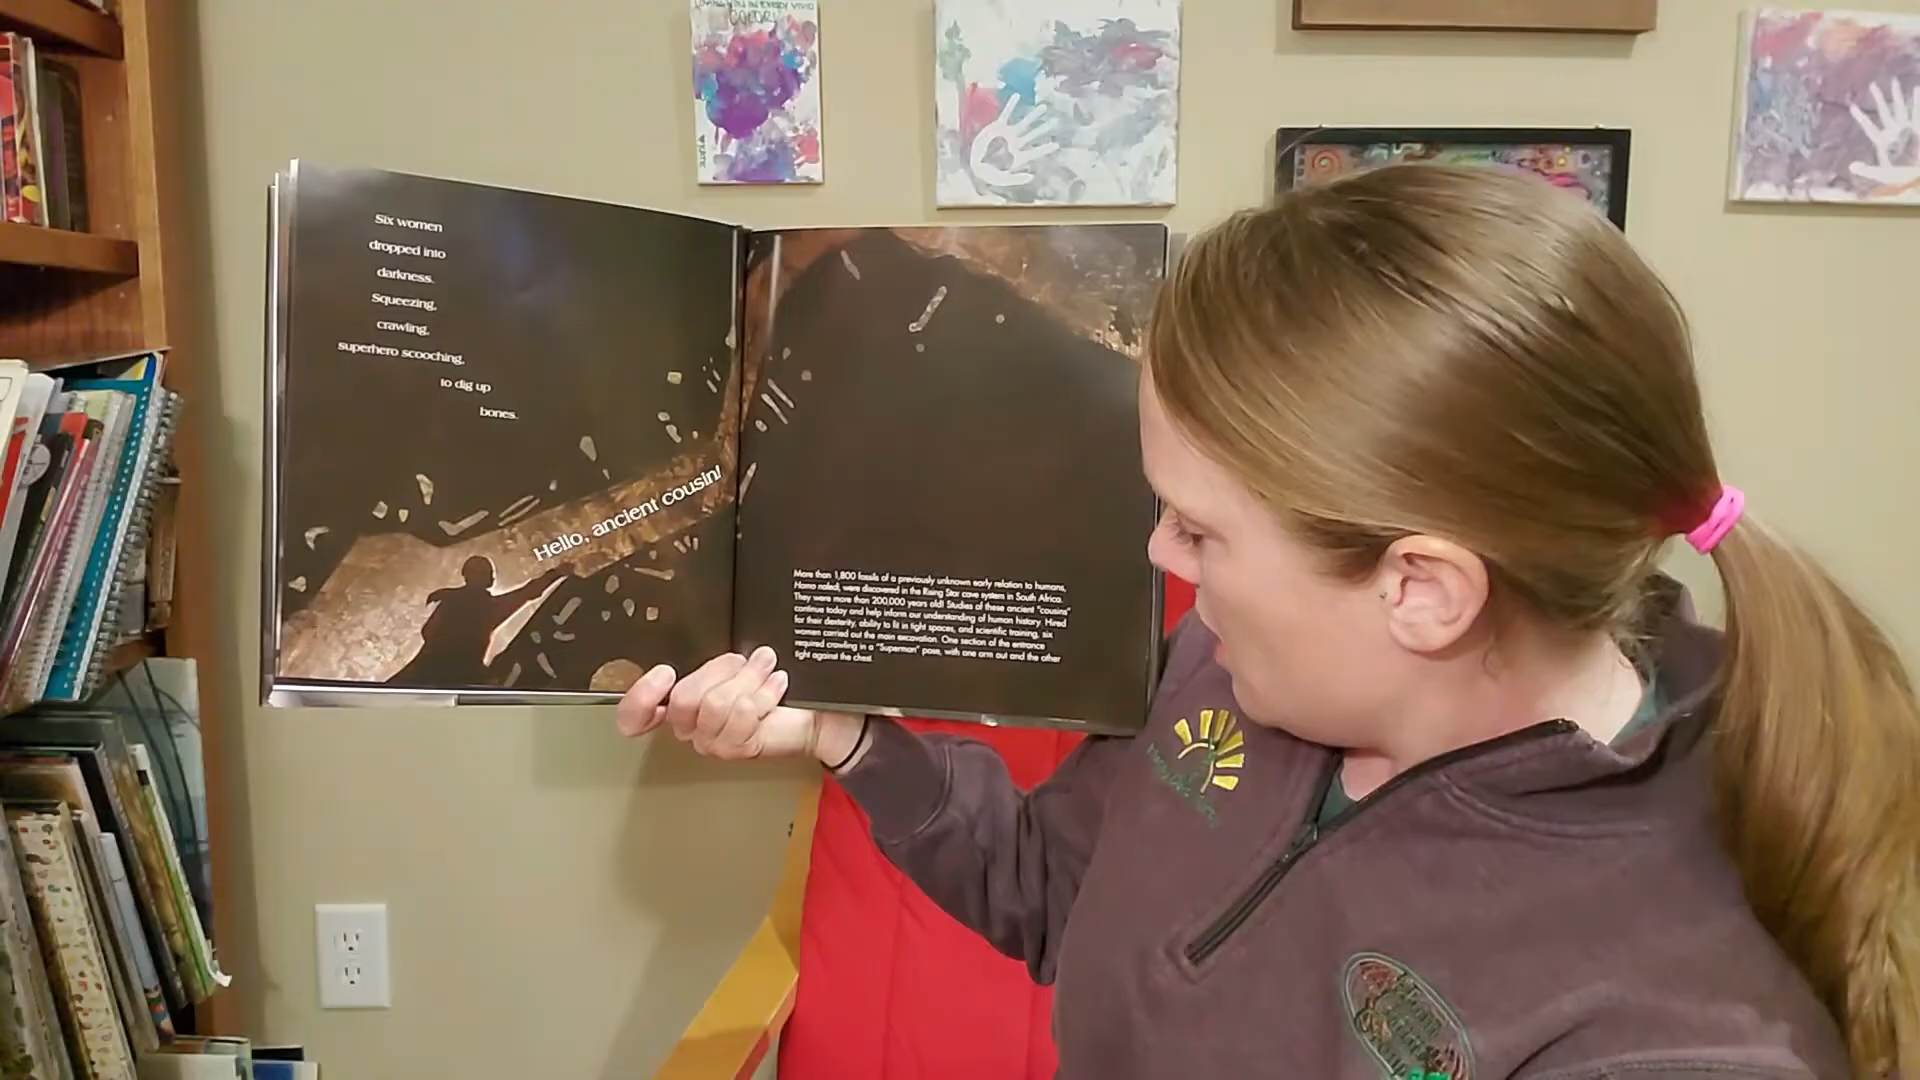 COLOR
Six women
dropped into
darkness.
Squeezing,
crawling,
superhero scooching,
to dig up
bones.
Hello, ancient cousin!
More than 1,800 fossils of a previously unknown early relation to humans,
Homo naledi, were discovered in the Rising Star cave system in South Africa.
They were more than 200,000 years old! Studies of these ancient "cousins"
continue today and help inform our understanding of human history. Hired
for their dexterity, ability to fit in tight spaces, and scientific training, six
women carried out the main excavation. One section of the entrance
required crawling in a "Superman" pose, with one arm out and the other
tight against the chest.